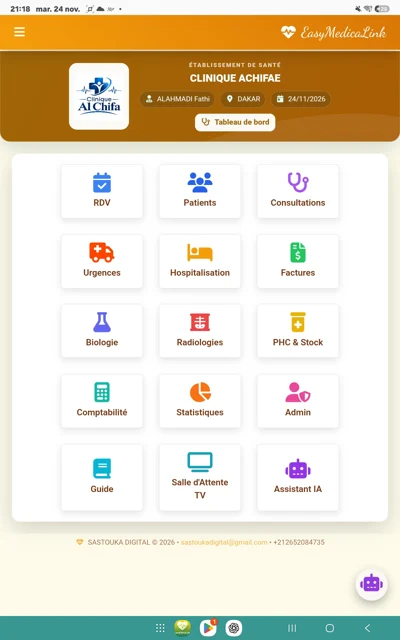 21:18 mar. 24 nov.
EasyMedicaLink
ÉTABLISSEMENT DE SANTÉ
CLINIQUE ACHIFAE
Clinique
Al Chifa
ALAHMADI Fathi
DAKAR
24/11/2026
Tableau de bord
RDV
Patients
Consultations
Urgences
Hospitalisation
Factures
Biologie
Radiologies
PHC & Stock
Comptabilité
Statistiques
Admin
Guide
Salle d'Attente
TV
Assistant IA
SASTOUKA DIGITAL © 2026 • sastoukadigital@gmail.com • +212652084735